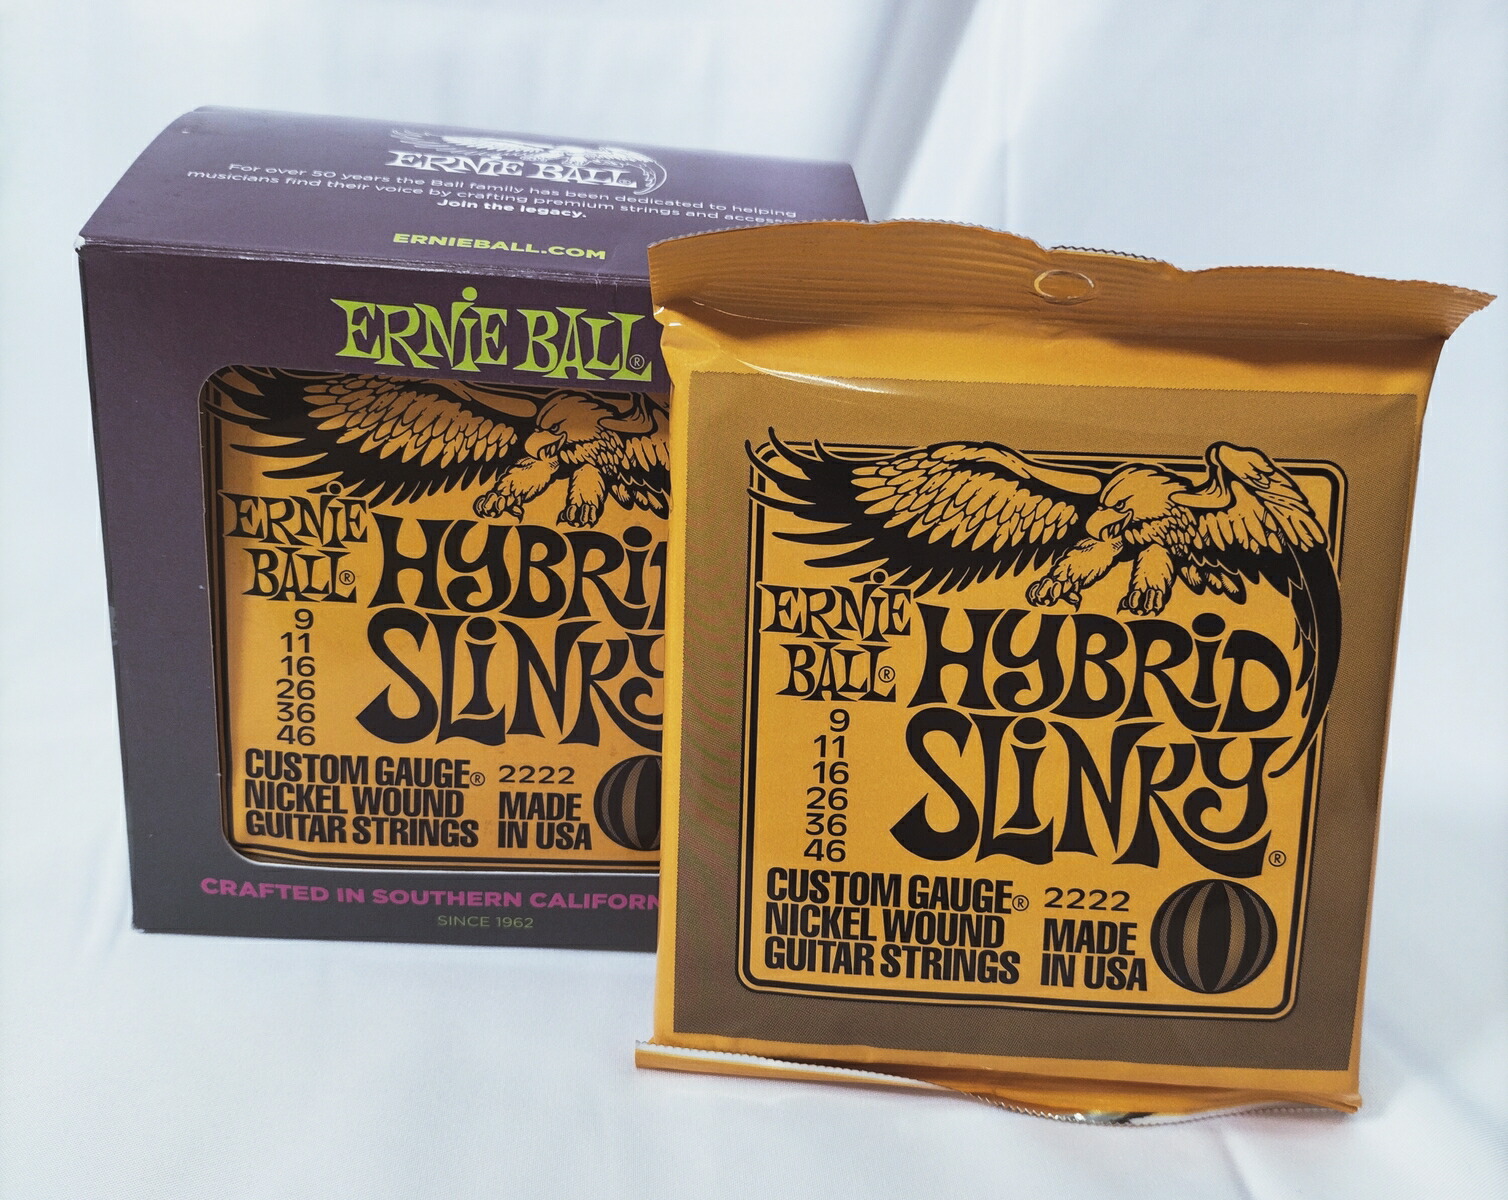 ERNIE BALL
For over 50 years the Ball family has been dedicated to helping
musicians find their voice by crafting premium strings and
Join the legacy.
ERNIEBALL.COM
ERNIE BALL®
ERNIE
BALL®
SLINKY
9
11
16
26
36
46
CUSTOM GAUGE®
NICKEL WOUND
GUITAR STRINGS
2222
MADE
IN USA
CRAFTED IN SOUTHERN
SINCE 1962
ERNIE
BALL®
HYBRID
SLINKY®
9
11
16
26
36
46
CUSTOM GAUGE®
NICKEL WOUND
GUITAR STRINGS
2222
MADE
IN USA